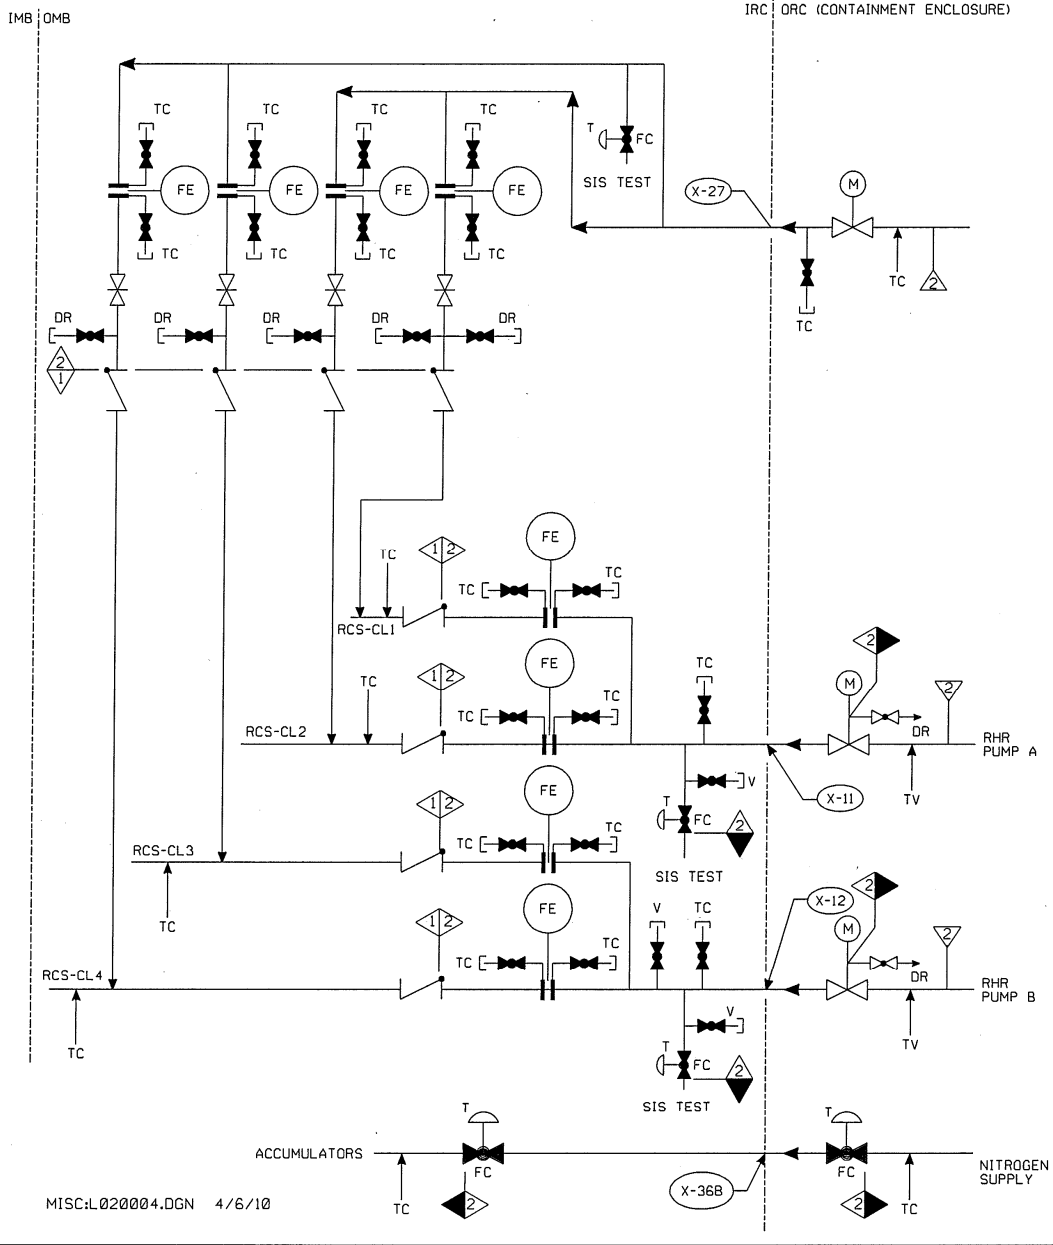 IMB OMB
IRC ORC (CONTAINMENT ENCLOSURE)
TC TC TC TC
T FC
SIS TEST
M
FE FE FE FE
X-27
TC TC TC TC
TC 2
TC
DR DR DR DR DR
2
1
FE
1 2
TC
TC TC
RCS-CL1
2
FE
1 2
TC
TC
M
2
TC TC
RCS-CL2
DR
RHR
PUMP A
FE
1 2
V
X-11
TV
T FC
2
TC TC
RCS-CL3
SIS TEST
2
FE
1 2
X-12
TC
V TC
M
2
TC
TC
RCS-CL4
DR
RHR
PUMP B
V
TV
TC
T FC
2
SIS TEST
T T
ACCUMULATORS
FC FC
NITROGEN
SUPPLY
X-36B
MISC:L020004.DGN 4/6/10
TC 2
2 TC